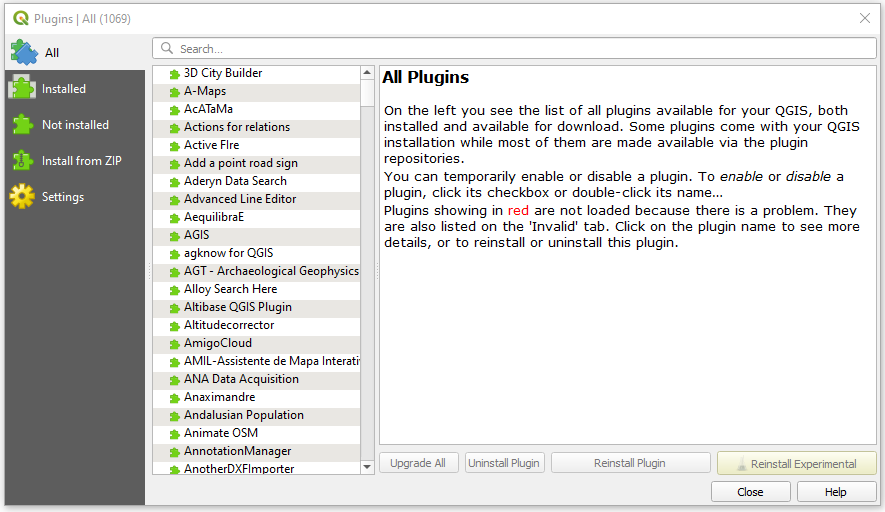 Plugins | All (1069)
All
Installed
Not installed
Install from ZIP
Settings
Search...
3D City Builder
A-Maps
AcATaMa
Actions for relations
Active FIre
Add a point road sign
Aderyn Data Search
Advanced Line Editor
AequilibraE
AGIS
agknow for QGIS
AGT - Archaeological Geophysics
Alloy Search Here
Altibase QGIS Plugin
Altitudecorrector
AmigoCloud
AMIL-Assistente de Mapa Interati
ANA Data Acquisition
Anaximandre
Andalusian Population
Animate OSM
AnnotationManager
AnotherDXFImporter
All Plugins
On the left you see the list of all plugins available for your QGIS, both
installed and available for download. Some plugins come with your QGIS
installation while most of them are made available via the plugin
repositories.
You can temporarily enable or disable a plugin. To enable or disable a
plugin, click its checkbox or double-click its name...
Plugins showing in red are not loaded because there is a problem. They
are also listed on the 'Invalid' tab. Click on the plugin name to see more
details, or to reinstall or uninstall this plugin.
Upgrade All
Uninstall Plugin
Reinstall Plugin
Reinstall Experimental
Close
Help